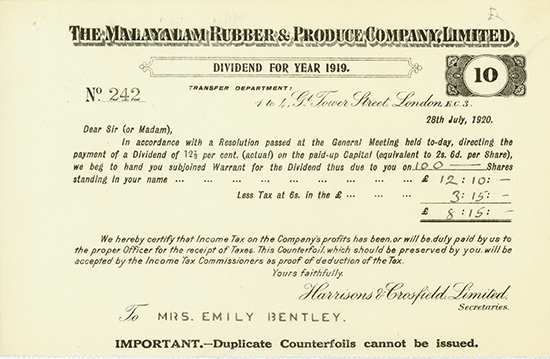 THE MALAYALAM RUBBER & PRODUCE COMPANY, LIMITED,
DIVIDEND FOR YEAR 1919.
10
No. 242
TRANSFER DEPARTMENT:
1 to 4, Gt. Tower Street, London, E.C. 3.
28th July, 1920.
Dear Sir (or Madam),
In accordance with a Resolution passed at the General Meeting held to-day, directing the
payment of a Dividend of 12½ per cent. (actual) on the paid-up Capital (equivalent to 2s. 6d. per Share),
we beg to hand you subjoined Warrant for the Dividend thus due to you on 100 Shares
standing in your name ... ... ... ... ... ... ... ... £ 12:10:-
Less Tax at 6s. in the £ ... ... ... 3:15:-
£ 8:15:-
We hereby certify that Income Tax on the Company's profits has been, or will be, duly paid by us to
the proper Officer for the receipt of Taxes. This Counterfoil, which should be preserved by you, will be
accepted by the Income Tax Commissioners as proof of deduction of the Tax.
Yours faithfully,
Harrisons & Crosfield, Limited,
Secretaries.
To MRS. EMILY BENTLEY.
IMPORTANT.—Duplicate Counterfoils cannot be issued.